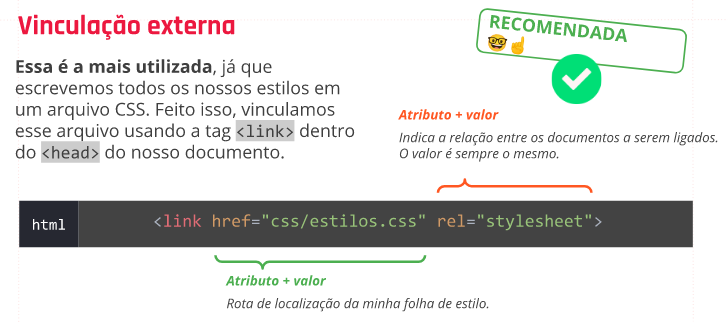 Vinculação externa
RECOMENDADA
Essa é a mais utilizada, já que
escrevemos todos os nossos estilos em
um arquivo CSS. Feito isso, vinculamos
esse arquivo usando a tag <link> dentro
do <head> do nosso documento.
Atributo + valor
Indica a relação entre os documentos a serem ligados.
O valor é sempre o mesmo.
html
<link href="css/estilos.css" rel="stylesheet">
Atributo + valor
Rota de localização da minha folha de estilo.